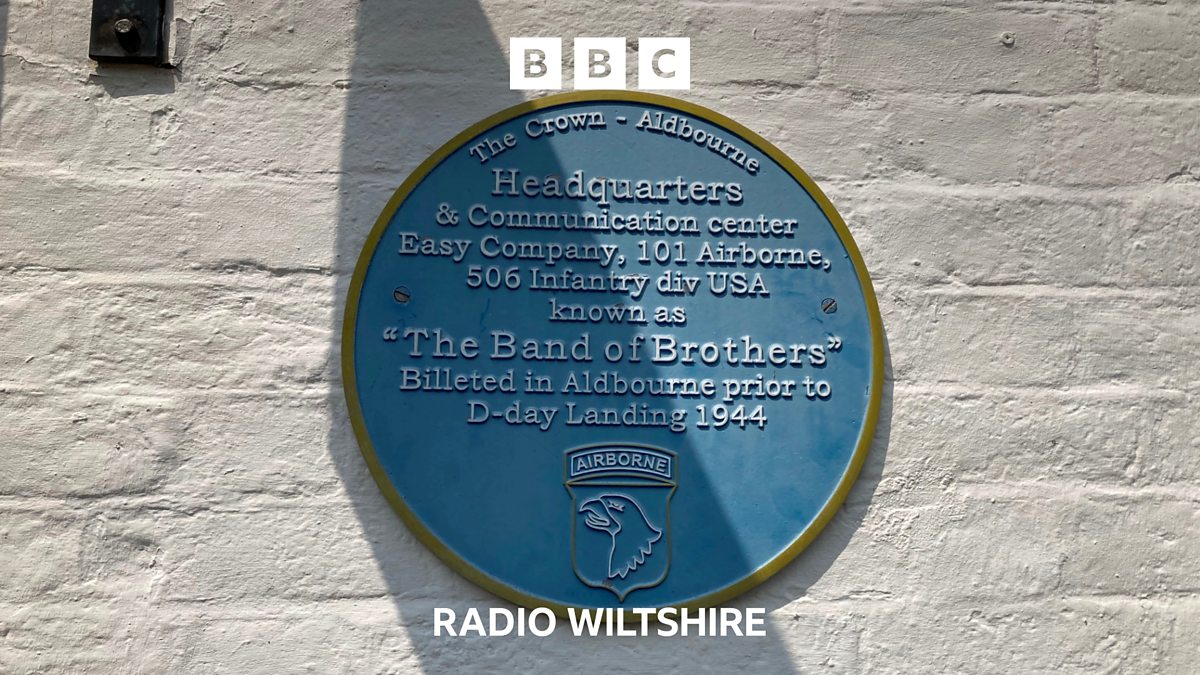 BBC
The Crown - Aldbourne
Headquarters
& Communication center
Easy Company, 101 Airborne,
506 Infantry div USA
known as
“The Band of Brothers”
Billeted in Aldbourne prior to
D-day Landing 1944
AIRBORNE
RADIO WILTSHIRE